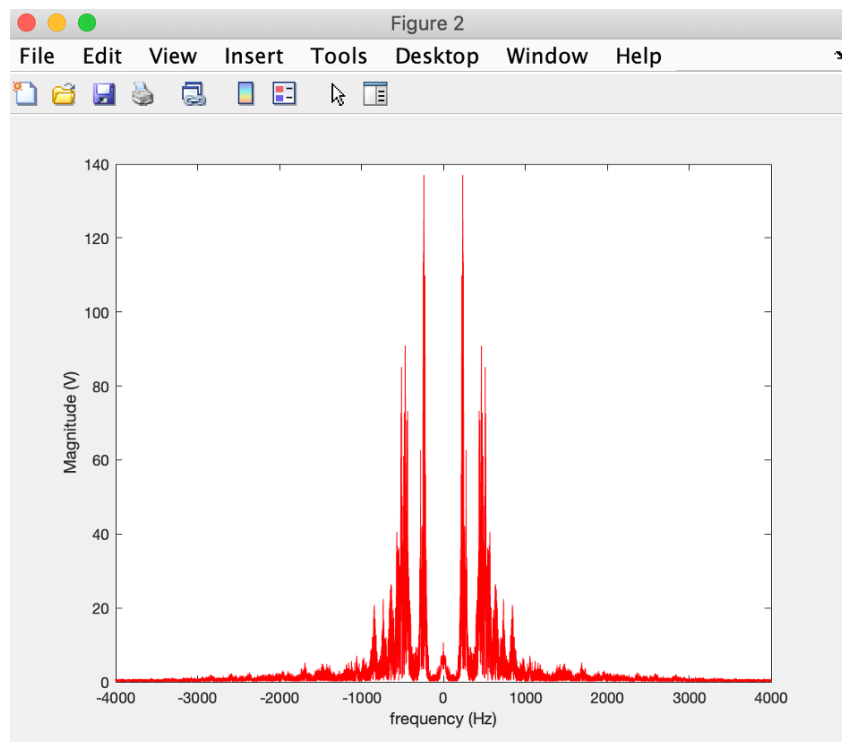 Figure 2
File Edit View Insert Tools Desktop Window Help
140
120
100
80
60
40
20
0
Magnitude (V)
-4000 -3000 -2000 -1000 0 1000 2000 3000 4000
frequency (Hz)